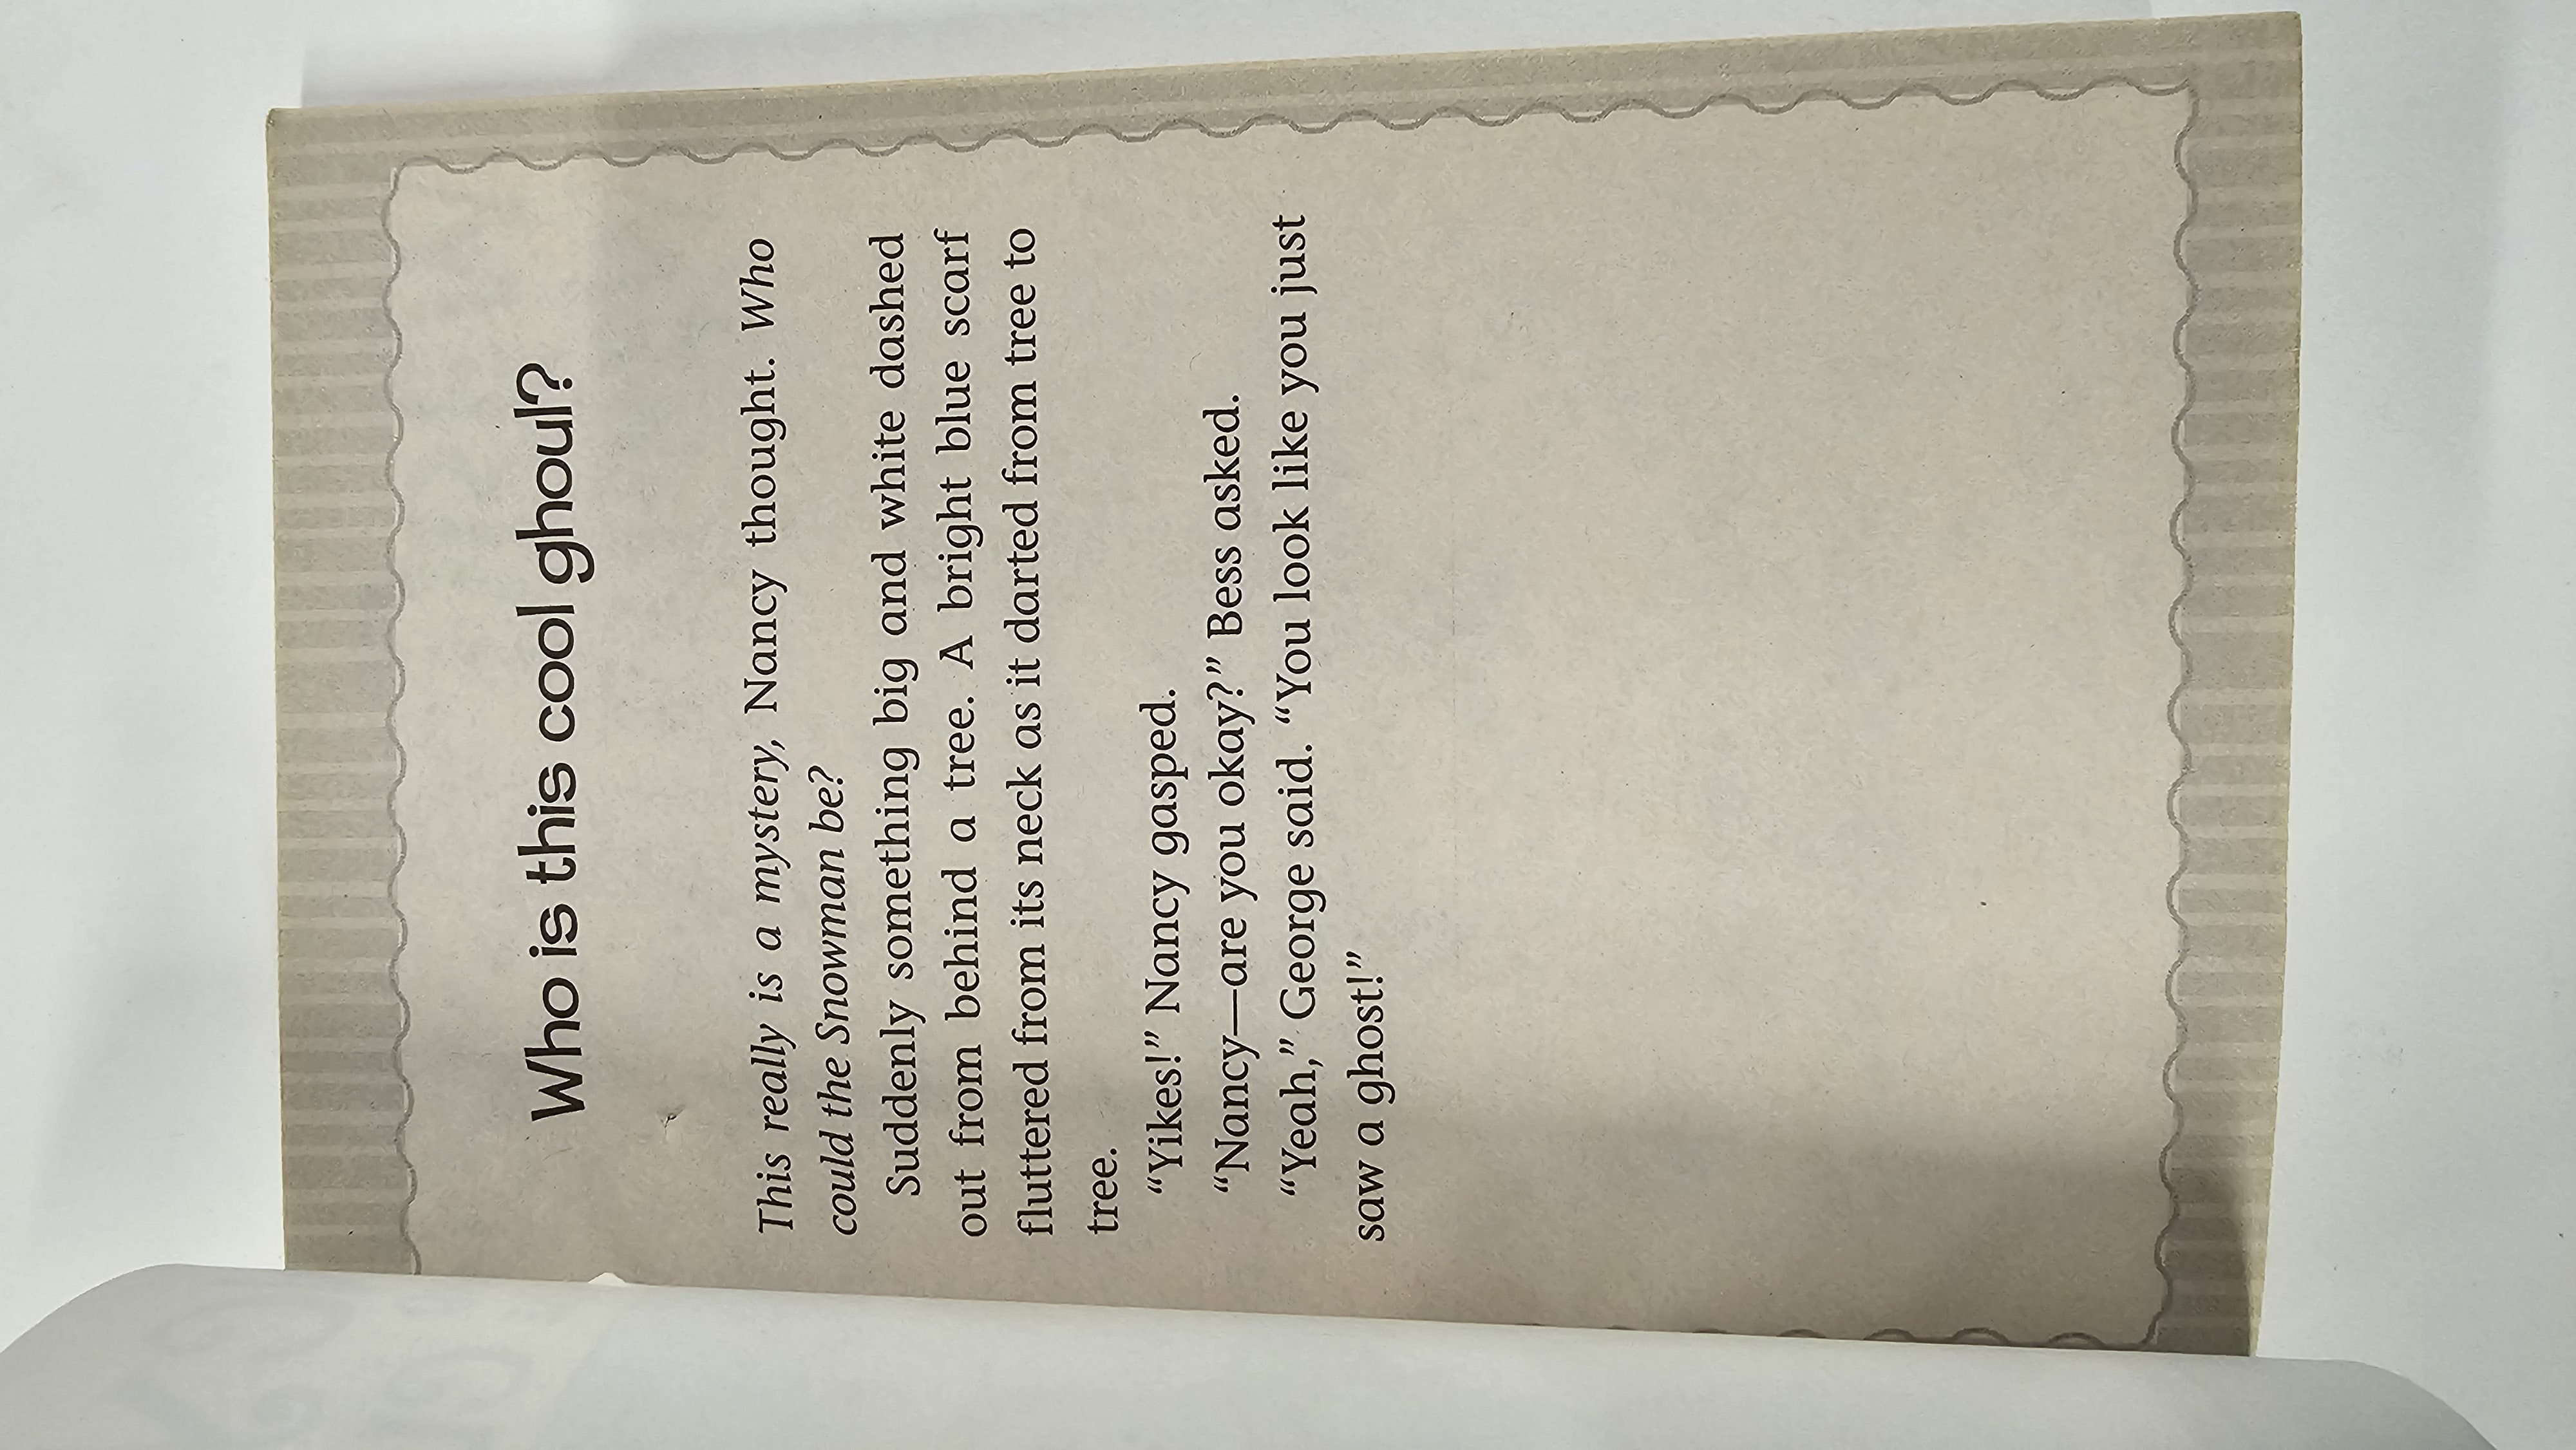 Who is this cool ghoul?
This really is a mystery, Nancy thought. Who
could the Snowman be?
Suddenly something big and white dashed
out from behind a tree. A bright blue scarf
fluttered from its neck as it darted from tree to
tree.
“Yikes!” Nancy gasped.
“Nancy—are you okay?” Bess asked.
“Yeah,” George said. “You look like you just
saw a ghost!”